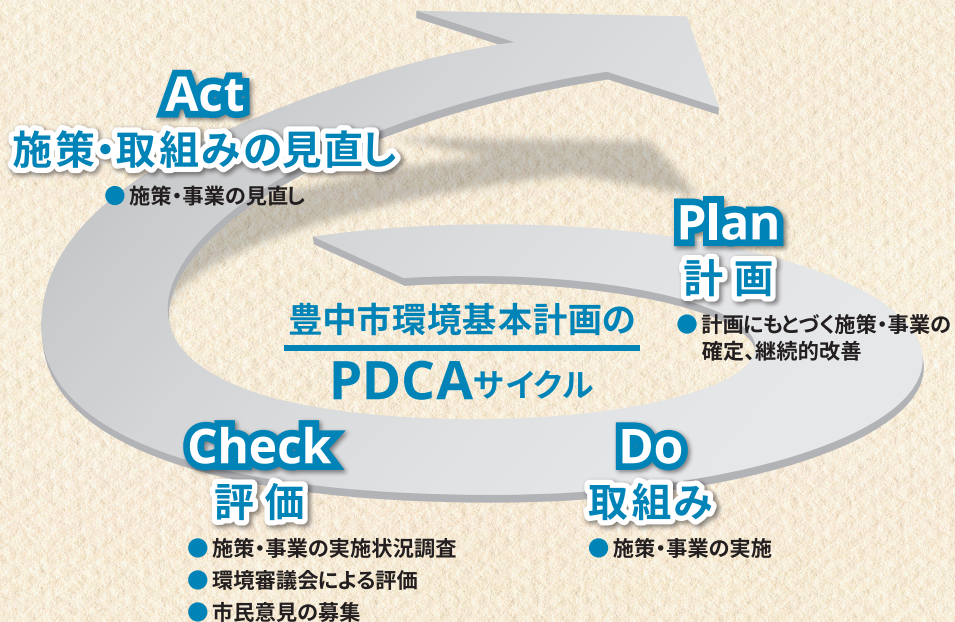 Act
施策・取組みの見直し
● 施策・事業の見直し
Plan
計画
● 計画にもとづく施策・事業の
確定、継続的改善
豊中市環境基本計画の
PDCAサイクル
Check
評価
● 施策・事業の実施状況調査
● 環境審議会による評価
● 市民意見の募集
Do
取組み
● 施策・事業の実施